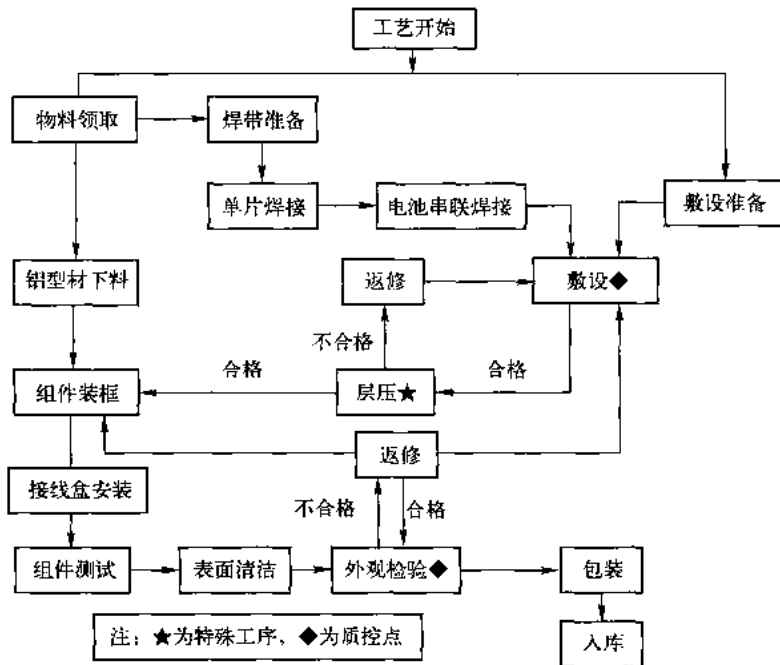 工艺开始
物料领取
焊带准备
单片焊接
电池串联焊接
敷设准备
铝型材下料
返修
敷设◆
不合格
合格
合格
组件装框
层压★
返修
接线盒安装
不合格
合格
组件测试
表面清洁
外观检验◆
包装
注：★为特殊工序、◆为质控点
入库